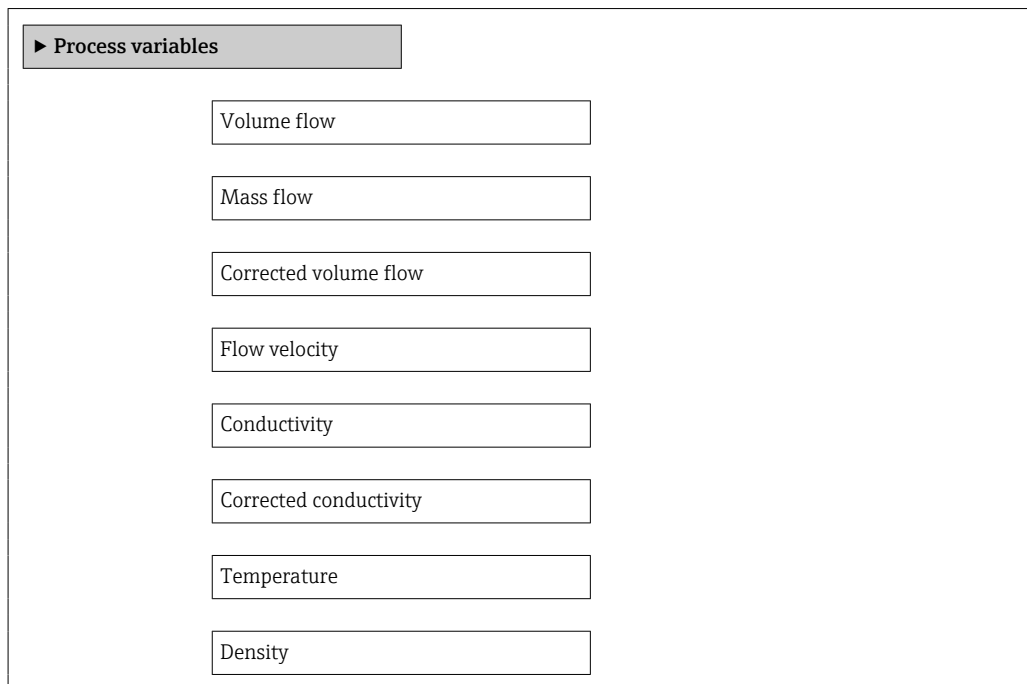 ▶ Process variables
Volume flow
Mass flow
Corrected volume flow
Flow velocity
Conductivity
Corrected conductivity
Temperature
Density